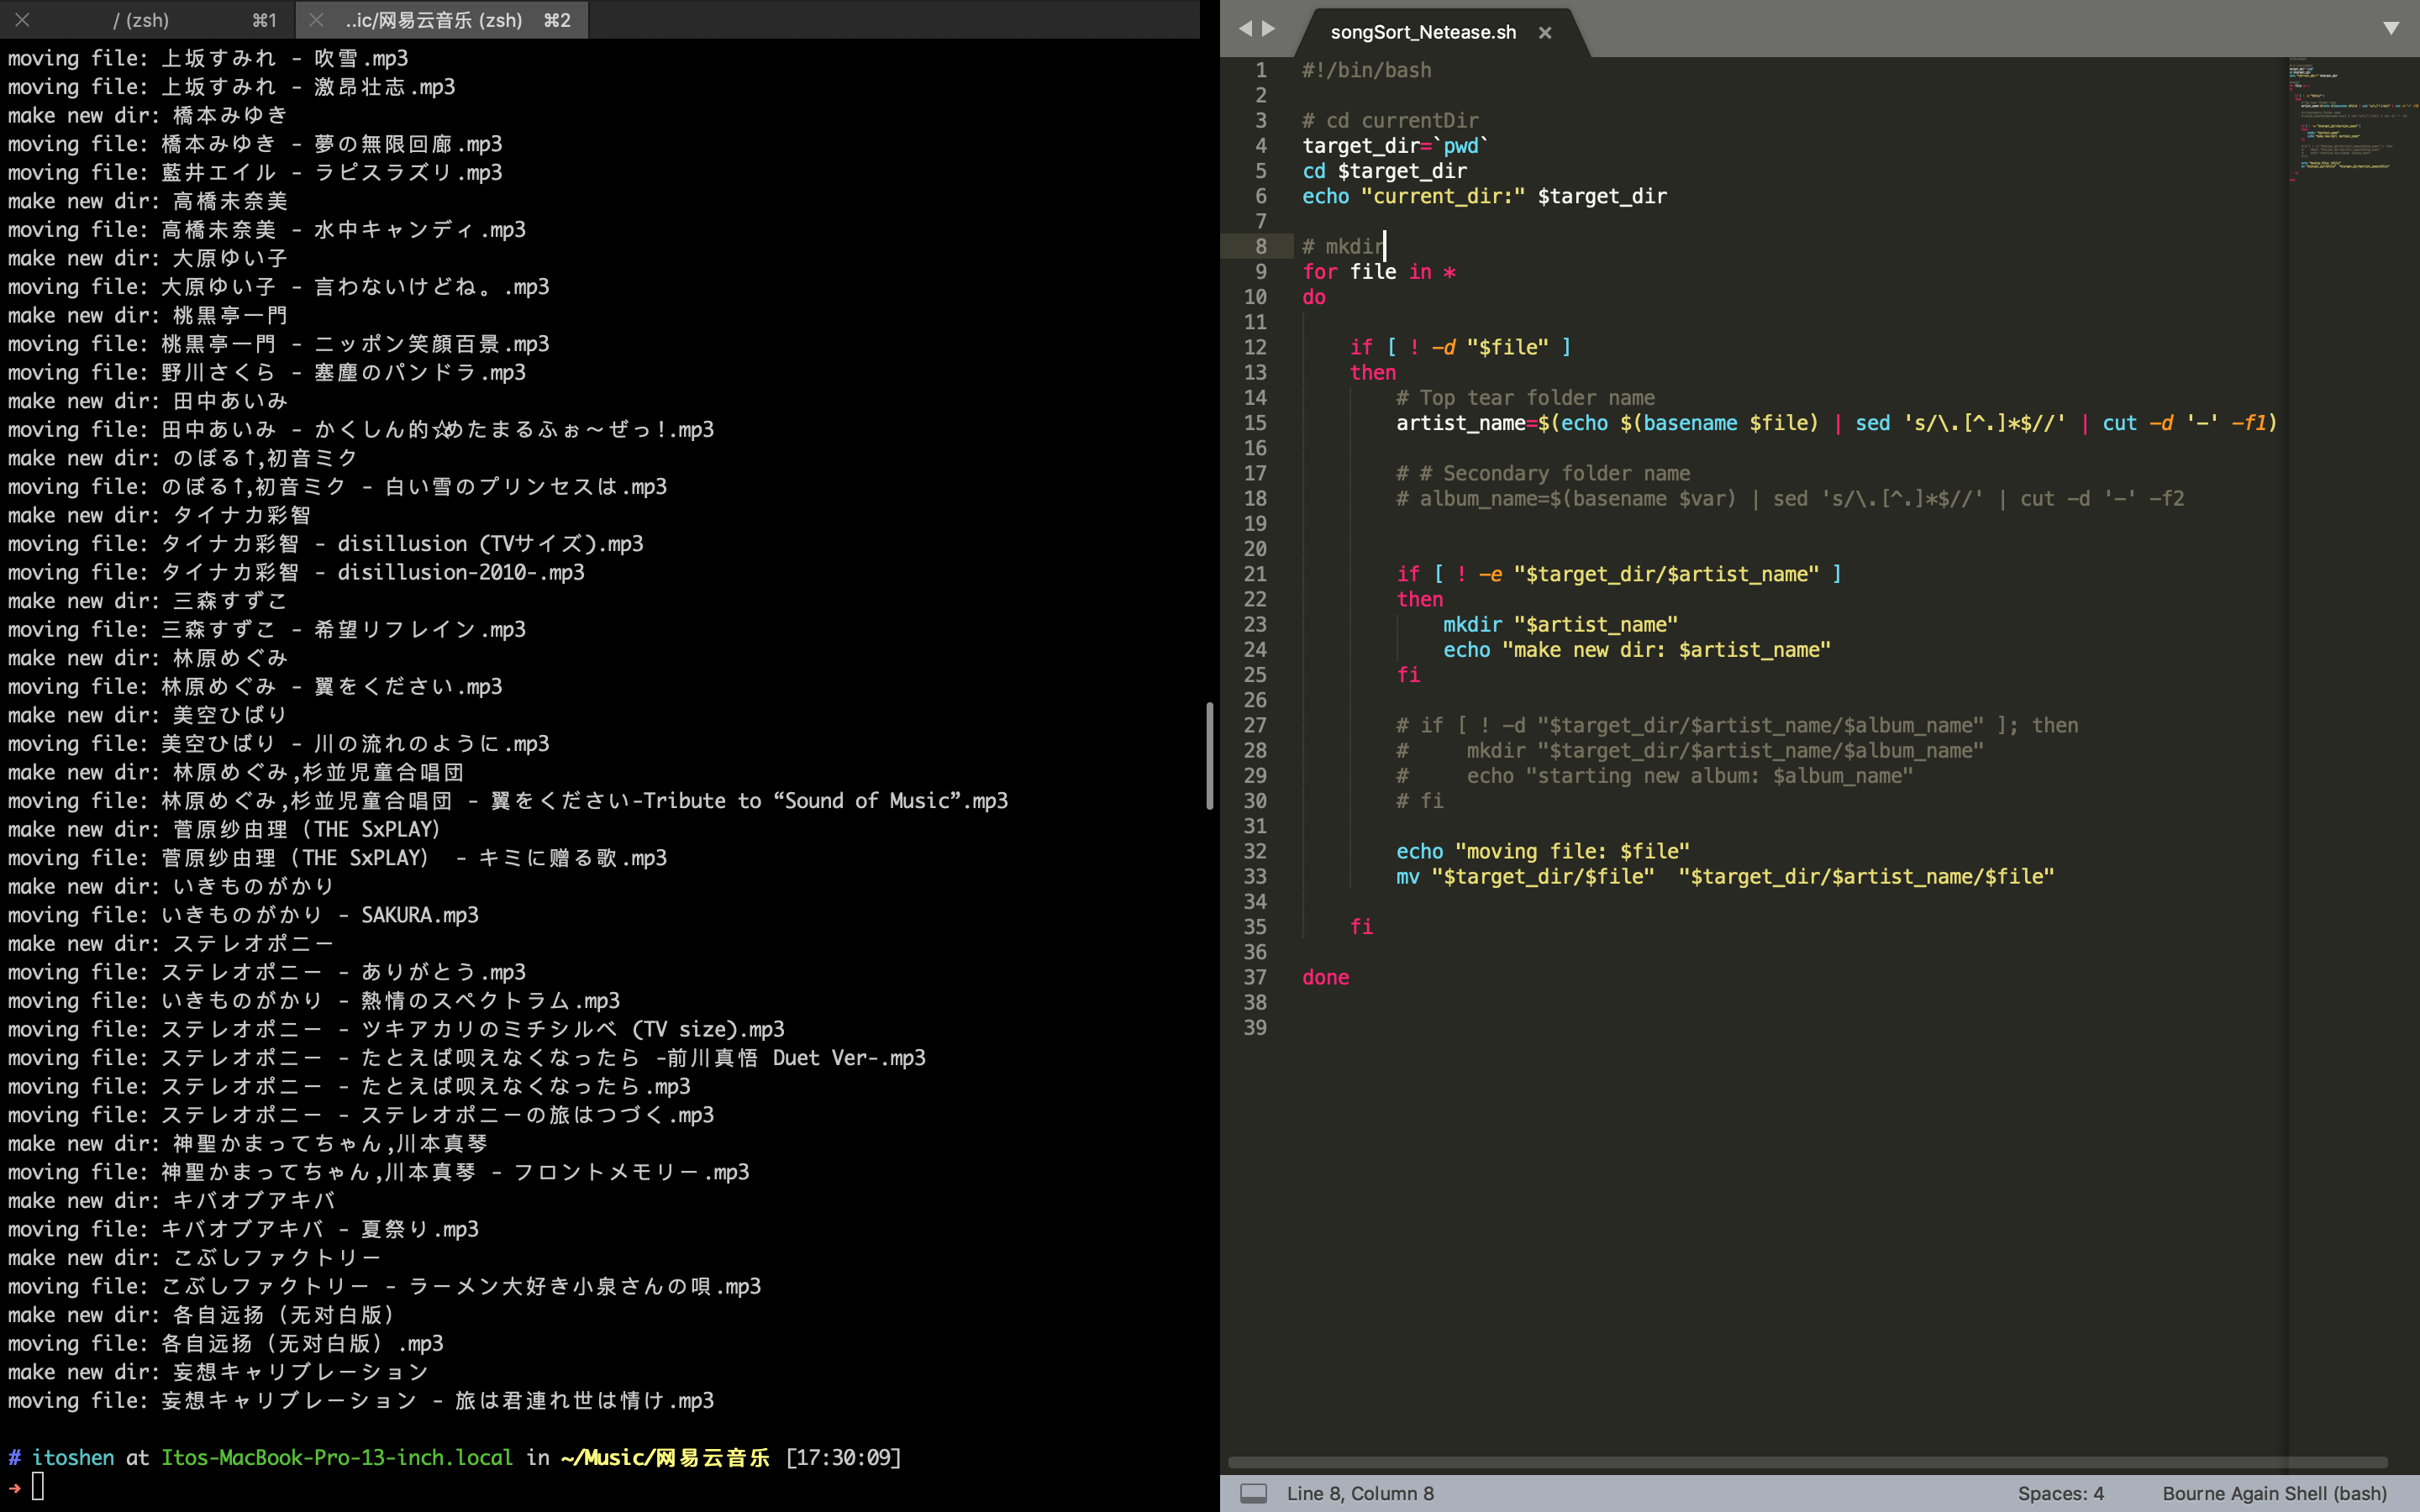 / (zsh) ⌘1 ..ic/网易云音乐 (zsh) ⌘2
moving file: 上坂すみれ - 吹雪.mp3
moving file: 上坂すみれ - 激昂壮志.mp3
make new dir: 橋本みゆき
moving file: 橋本みゆき - 夢の無限回廊.mp3
moving file: 藍井エイル - ラピスラズリ.mp3
make new dir: 高橋未奈美
moving file: 高橋未奈美 - 水中キャンディ.mp3
make new dir: 大原ゆい子
moving file: 大原ゆい子 - 言わないけどね。.mp3
make new dir: 桃黒亭一門
moving file: 桃黒亭一門 - ニッポン笑顔百景.mp3
moving file: 野川さくら - 塞塵のパンドラ.mp3
make new dir: 田中あいみ
moving file: 田中あいみ - かくしん的☆めたまるふぉ〜ぜっ!.mp3
make new dir: のぼる↑,初音ミク
moving file: のぼる↑,初音ミク - 白い雪のプリンセスは.mp3
make new dir: タイナカ彩智
moving file: タイナカ彩智 - disillusion (TVサイズ).mp3
moving file: タイナカ彩智 - disillusion-2010-.mp3
make new dir: 三森すずこ
moving file: 三森すずこ - 希望リフレイン.mp3
make new dir: 林原めぐみ
moving file: 林原めぐみ - 翼をください.mp3
make new dir: 美空ひばり
moving file: 美空ひばり - 川の流れのように.mp3
make new dir: 林原めぐみ,杉並児童合唱団
moving file: 林原めぐみ,杉並児童合唱団 - 翼をください-Tribute to “Sound of Music”.mp3
make new dir: 菅原纱由理（THE SxPLAY）
moving file: 菅原纱由理（THE SxPLAY） - キミに贈る歌.mp3
make new dir: いきものがかり
moving file: いきものがかり - SAKURA.mp3
make new dir: ステレオポニー
moving file: ステレオポニー - ありがとう.mp3
moving file: いきものがかり - 熱情のスペクトラム.mp3
moving file: ステレオポニー - ツキアカリのミチシルベ (TV size).mp3
moving file: ステレオポニー - たとえば呗えなくなったら -前川真悟 Duet Ver-.mp3
moving file: ステレオポニー - たとえば呗えなくなったら.mp3
moving file: ステレオポニー - ステレオポニーの旅はつづく.mp3
make new dir: 神聖かまってちゃん,川本真琴
moving file: 神聖かまってちゃん,川本真琴 - フロントメモリー.mp3
make new dir: キバオブアキバ
moving file: キバオブアキバ - 夏祭り.mp3
make new dir: こぶしファクトリー
moving file: こぶしファクトリー - ラーメン大好き小泉さんの唄.mp3
make new dir: 各自远扬（无对白版）
moving file: 各自远扬（无对白版）.mp3
make new dir: 妄想キャリブレーション
moving file: 妄想キャリブレーション - 旅は君連れ世は情け.mp3
# itoshen at Itos-MacBook-Pro-13-inch.local in ~/Music/网易云音乐 [17:30:09]
➜
songSort_Netease.sh
1 #!/bin/bash
2
3 # cd currentDir
4 target_dir=`pwd`
5 cd $target_dir
6 echo "current_dir:" $target_dir
7
8 # mkdir
9 for file in *
10 do
11
12 if [ ! -d "$file" ]
13 then
14 # Top tear folder name
15 artist_name=$(echo $(basename $file) | sed 's/\.[^.]*$//' | cut -d '-' -f1)
16
17 # # Secondary folder name
18 # album_name=$(basename $var) | sed 's/\.[^.]*$//' | cut -d '-' -f2
19
20
21 if [ ! -e "$target_dir/$artist_name" ]
22 then
23 mkdir "$artist_name"
24 echo "make new dir: $artist_name"
25 fi
26
27 # if [ ! -d "$target_dir/$artist_name/$album_name" ]; then
28 # mkdir "$target_dir/$artist_name/$album_name"
29 # echo "starting new album: $album_name"
30 # fi
31
32 echo "moving file: $file"
33 mv "$target_dir/$file" "$target_dir/$artist_name/$file"
34
35 fi
36
37 done
38
39
Line 8, Column 8 Spaces: 4 Bourne Again Shell (bash)